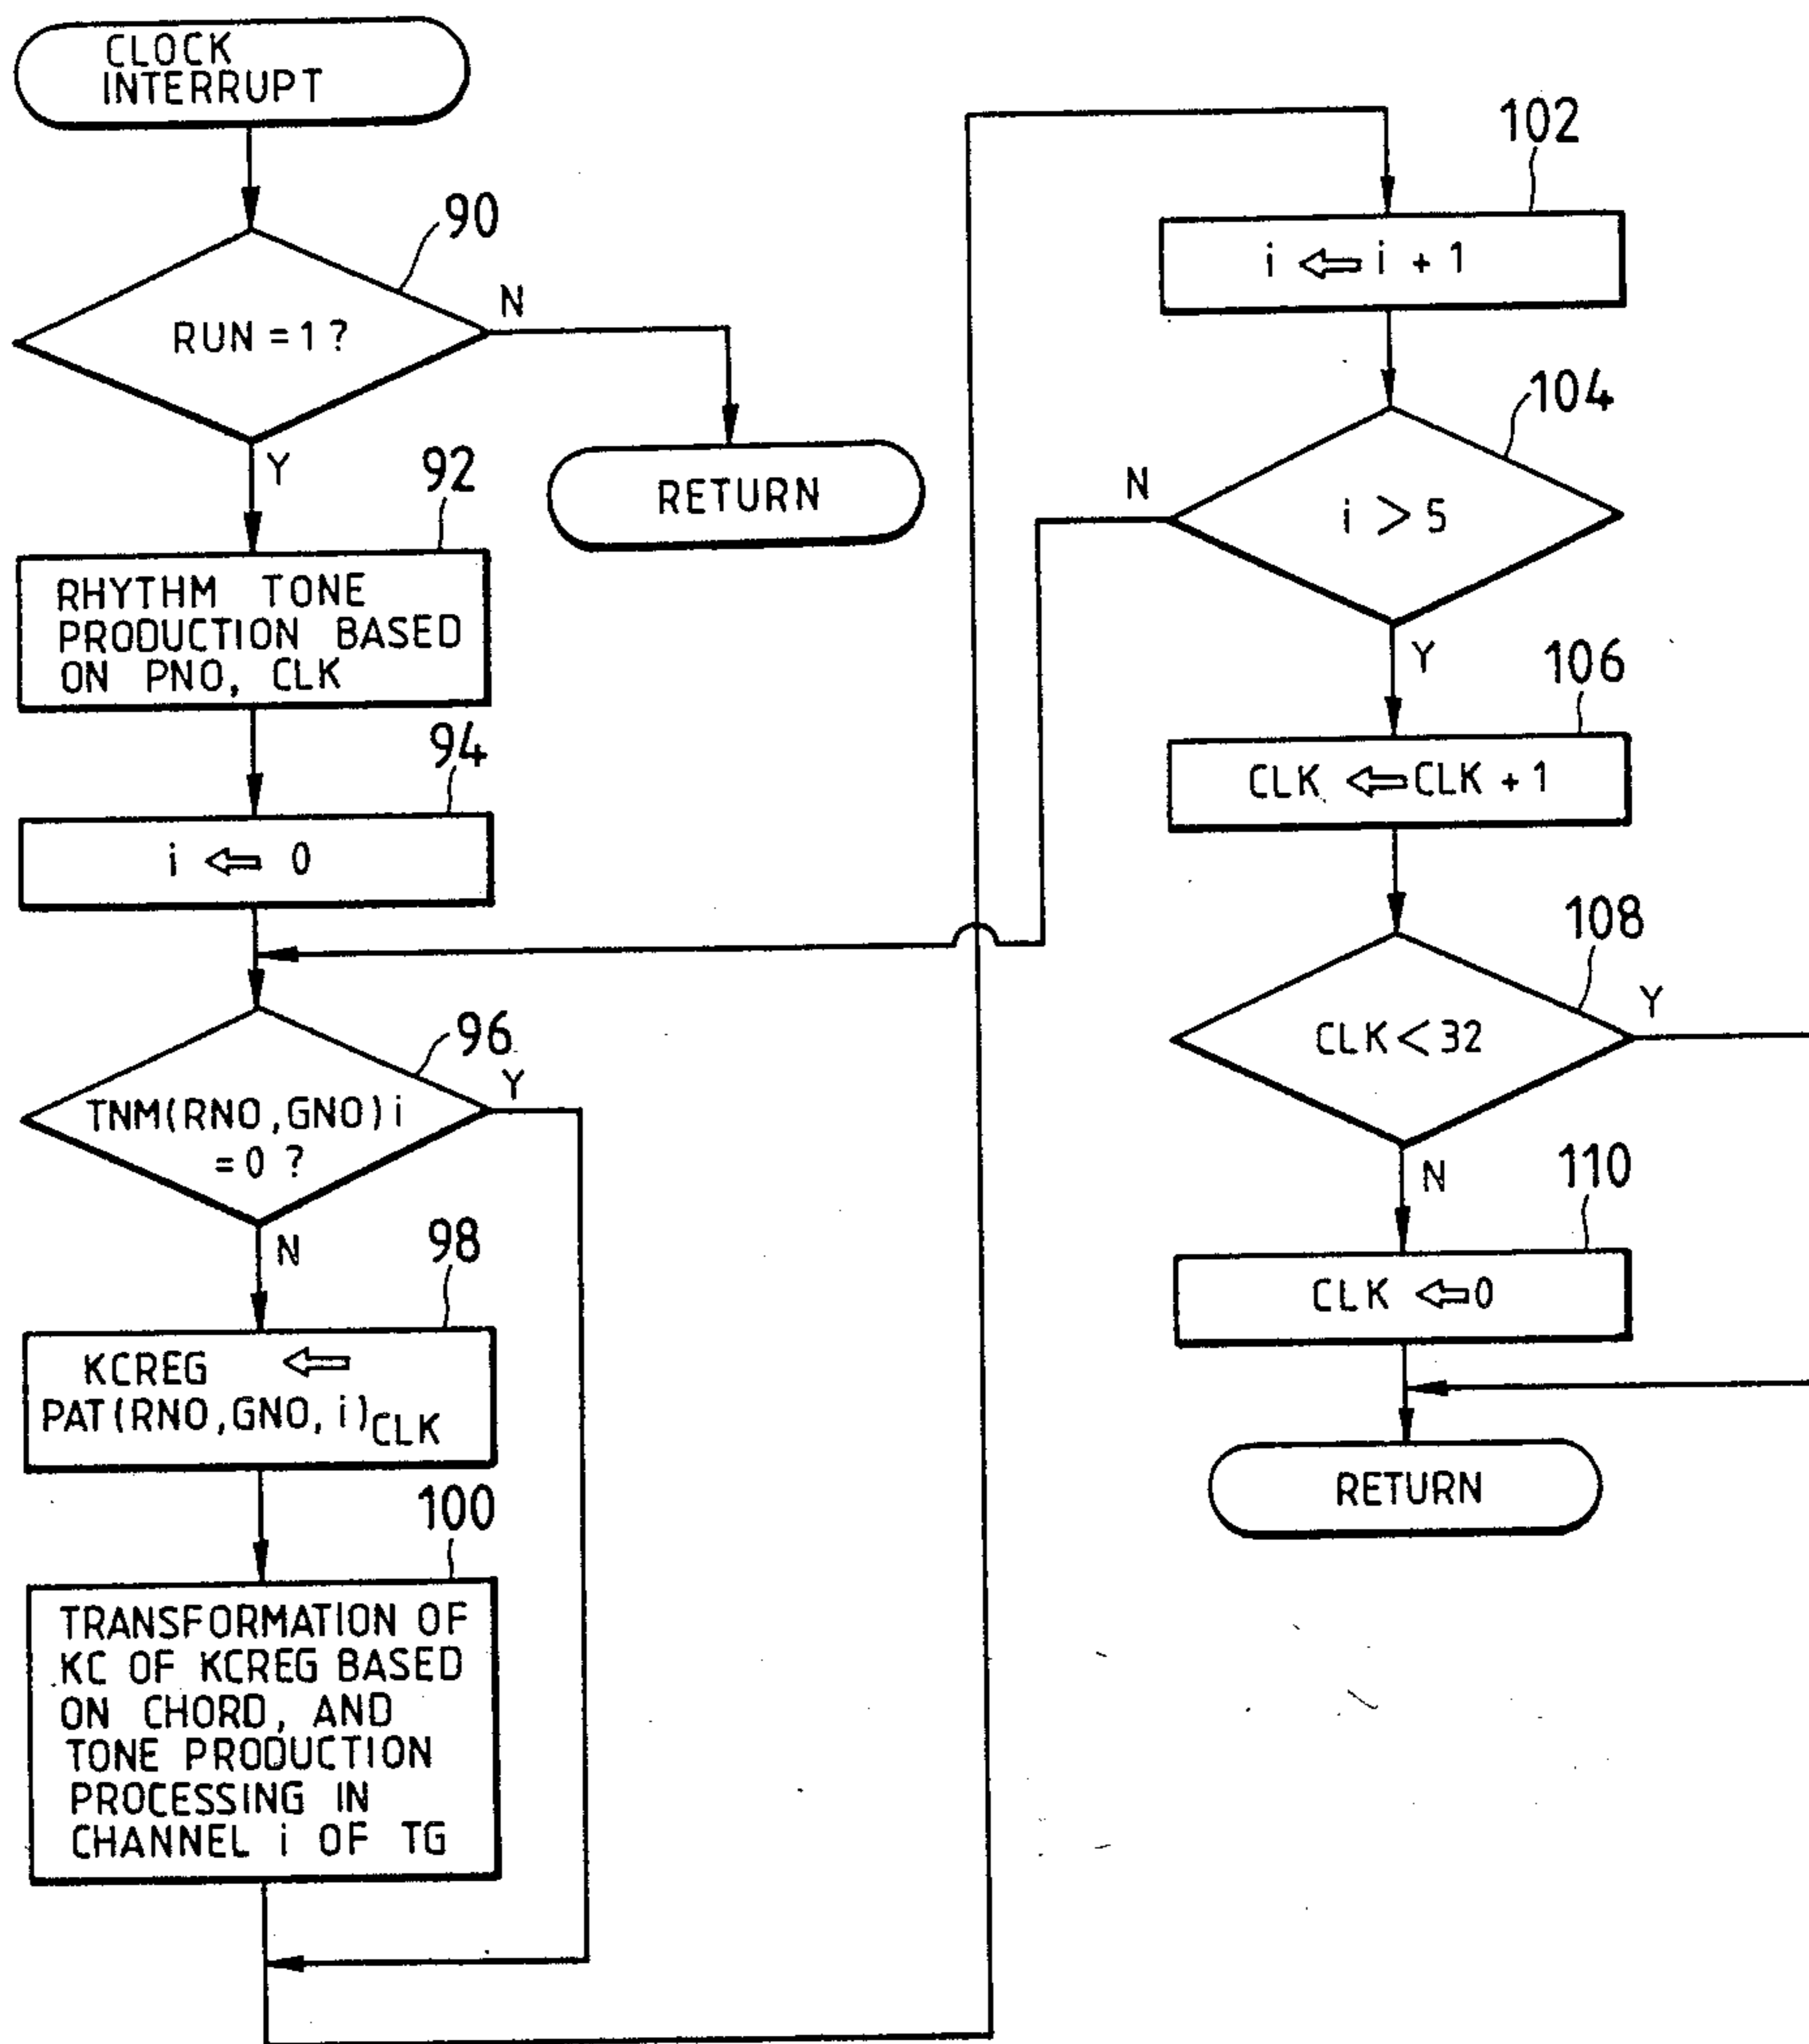 CLOCK
INTERRUPT
90
RUN = 1 ?
N
Y
RETURN
92
RHYTHM TONE
PRODUCTION BASED
ON PNO, CLK
94
i ⇐ 0
96
TNM(RNO,GNO) i
= 0 ?
Y
N
98
KCREG ⇐
PAT(RNO,GNO, i)CLK
100
TRANSFORMATION OF
KC OF KCREG BASED
ON CHORD, AND
TONE PRODUCTION
PROCESSING IN
CHANNEL i OF TG
102
i ⇐ i + 1
104
i > 5
N
Y
106
CLK ⇐ CLK + 1
108
CLK < 32
Y
N
110
CLK ⇐ 0
RETURN